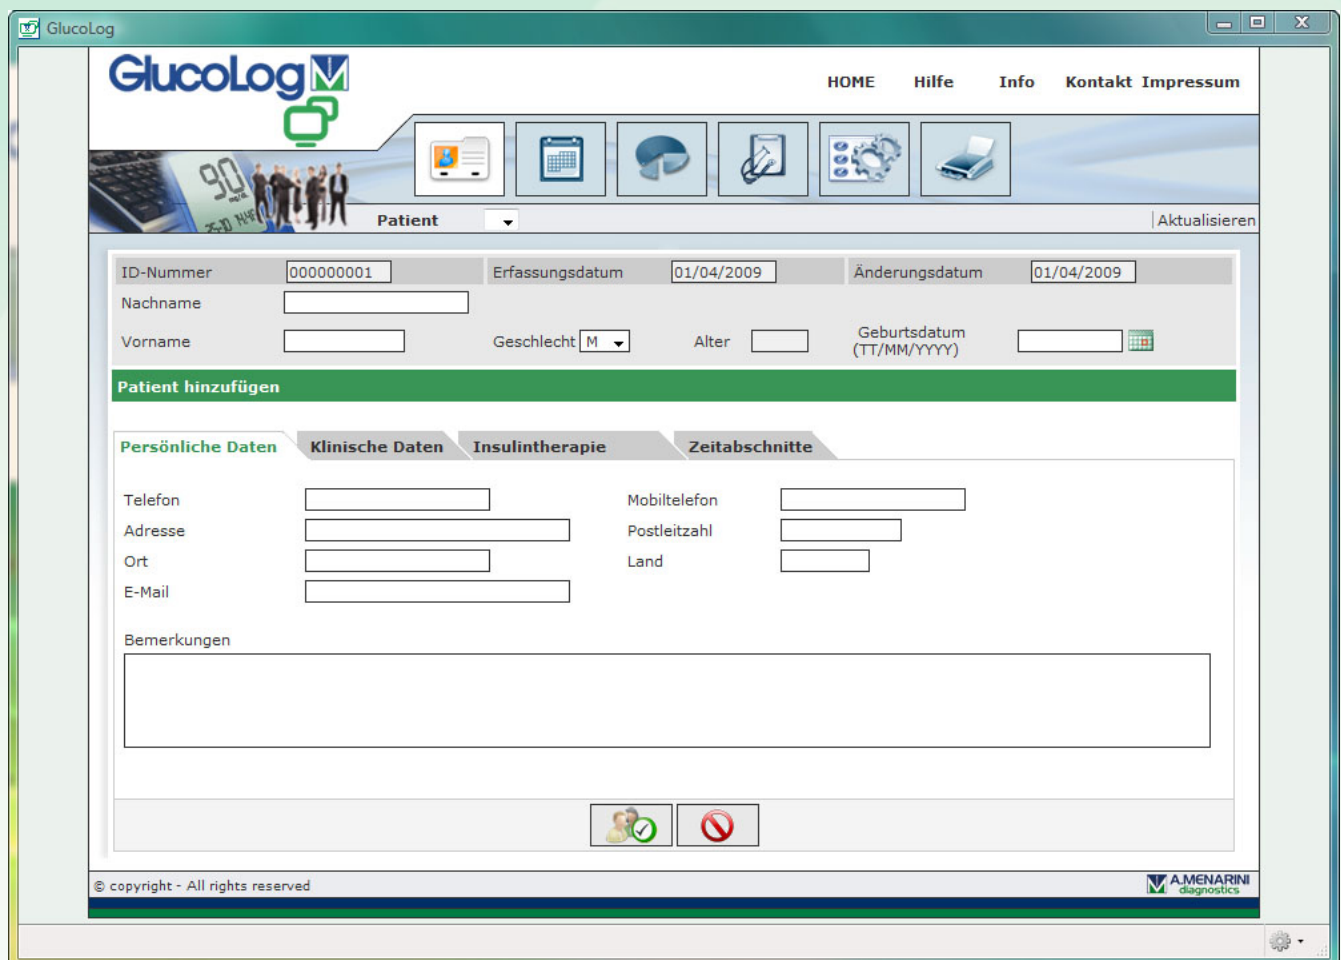 GlucoLog
GlucoLog
HOME Hilfe Info Kontakt Impressum
90
Patient
Aktualisieren
ID-Nummer 000000001 Erfassungsdatum 01/04/2009 Änderungsdatum 01/04/2009
Nachname
Vorname Geschlecht M Alter Geburtsdatum
(TT/MM/YYYY)
Patient hinzufügen
Persönliche Daten Klinische Daten Insulintherapie Zeitabschnitte
Telefon Mobiltelefon
Adresse Postleitzahl
Ort Land
E-Mail
Bemerkungen
© copyright - All rights reserved
A.MENARINI
diagnostics